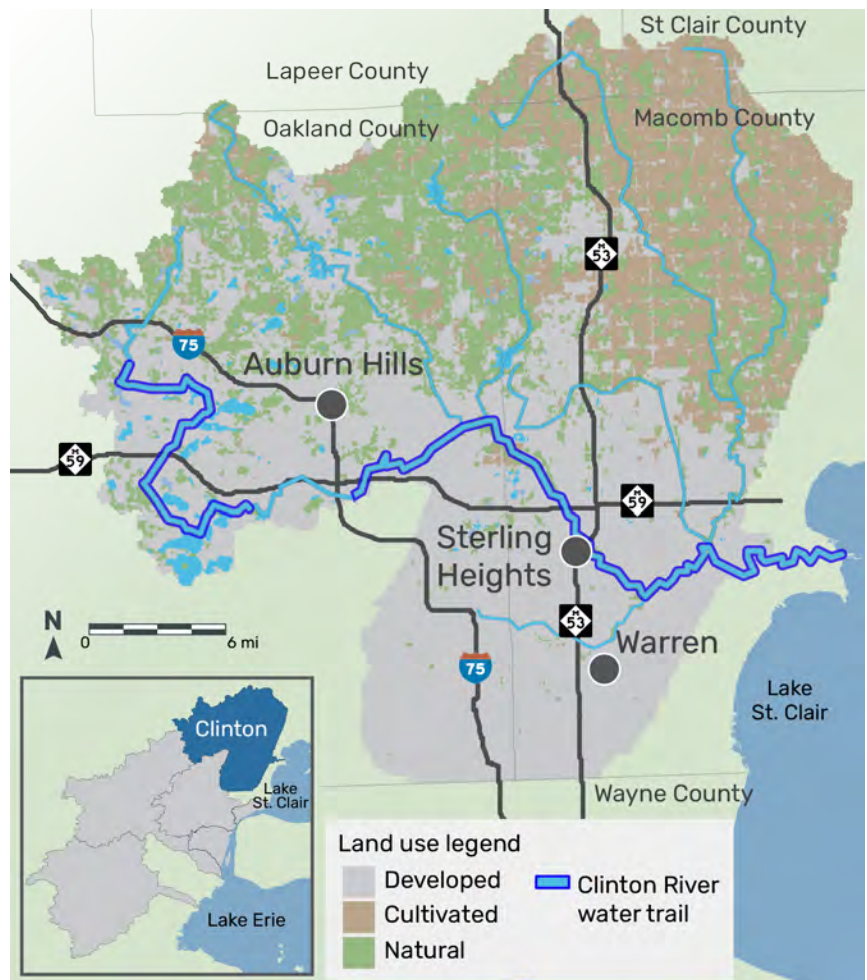 St Clair County
Lapeer County
Oakland County
Macomb County
M
53
75
Auburn Hills
M
59
M
59
Sterling
Heights
N
0
6 mi
M
53
75
Warren
Lake
St. Clair
Clinton
Lake
St. Clair
Lake Erie
Wayne County
Land use legend
Developed
Cultivated
Natural
Clinton River
water trail